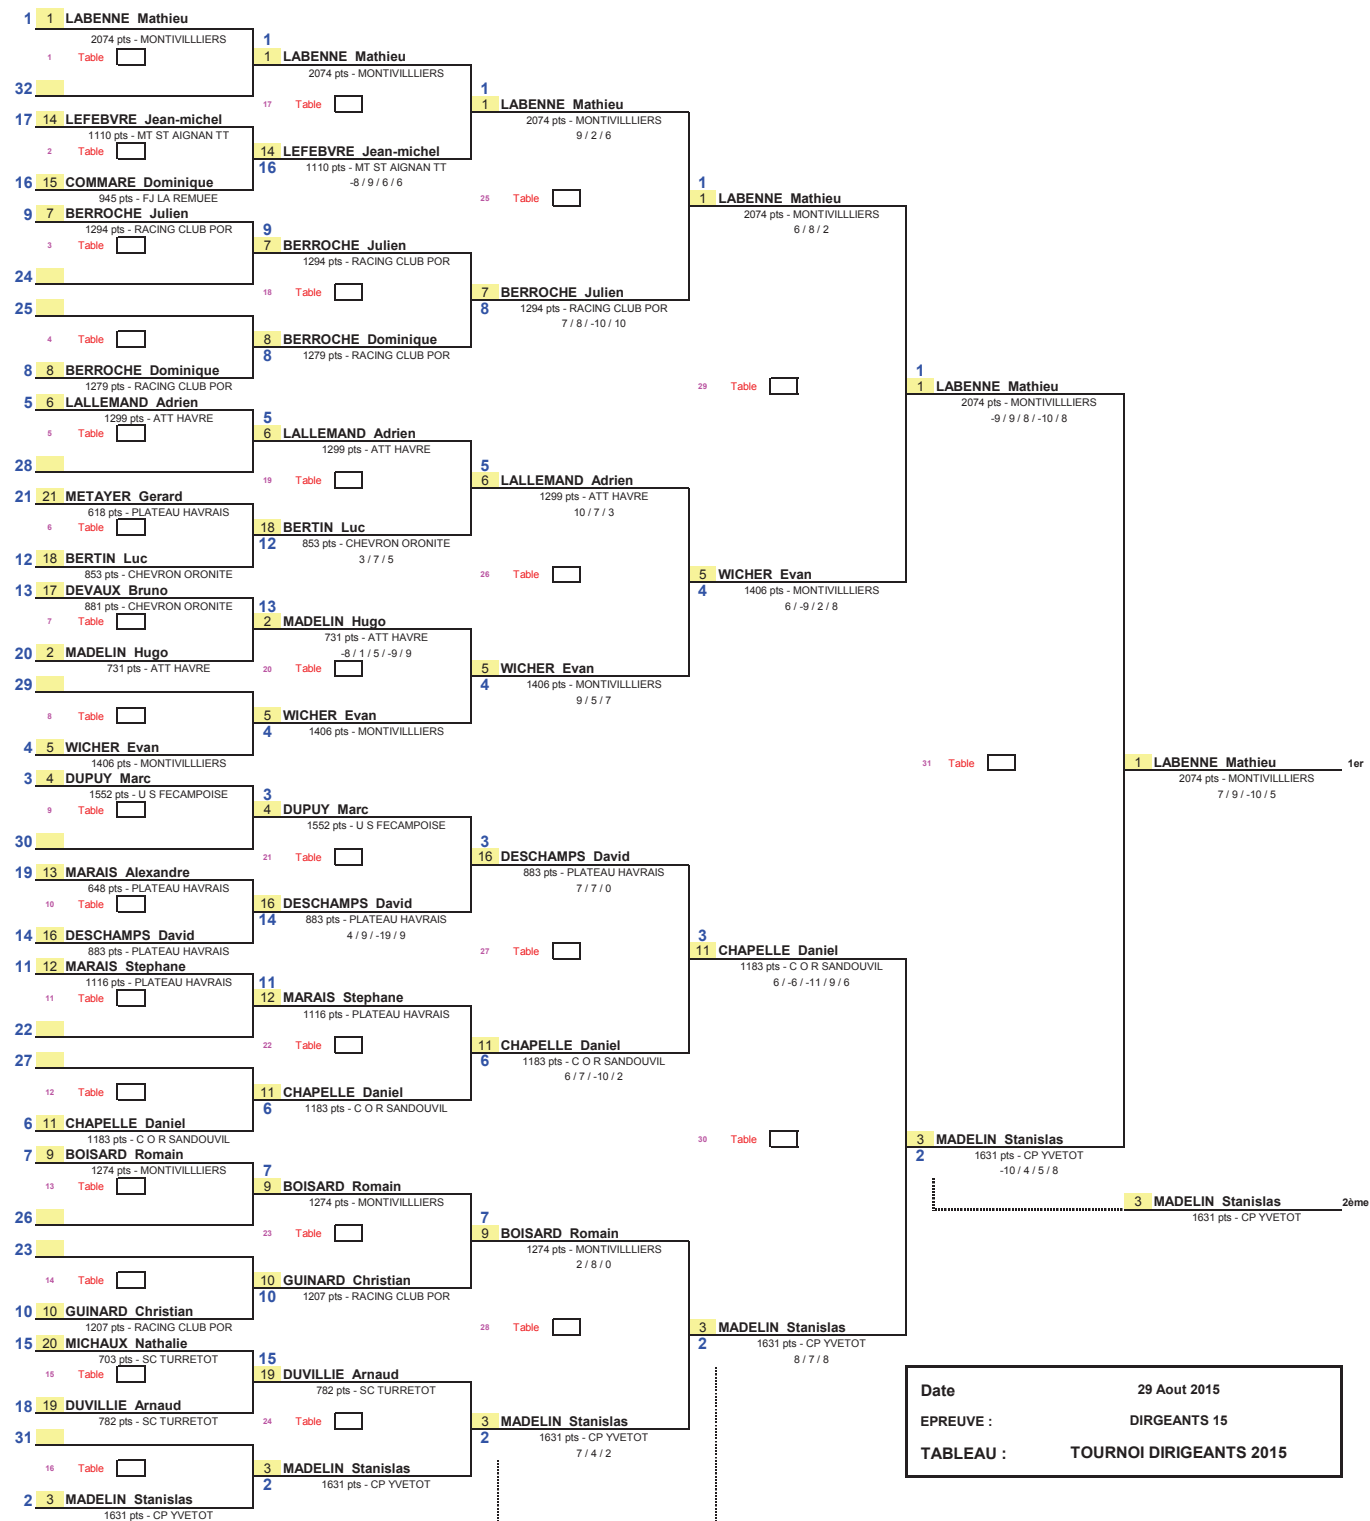 1 1 LABENNE Mathieu
2074 pts - MONTIVILLLIERS
1 Table
32
17 14 LEFEBVRE Jean-michel
1110 pts - MT ST AIGNAN TT
2 Table
16 15 COMMARE Dominique
945 pts - FJ LA REMUEE
9 7 BERROCHE Julien
1294 pts - RACING CLUB POR
3 Table
24
25
4 Table
8 8 BERROCHE Dominique
1279 pts - RACING CLUB POR
5 6 LALLEMAND Adrien
1299 pts - ATT HAVRE
5 Table
28
21 21 METAYER Gerard
618 pts - PLATEAU HAVRAIS
6 Table
12 18 BERTIN Luc
853 pts - CHEVRON ORONITE
13 17 DEVAUX Bruno
881 pts - CHEVRON ORONITE
7 Table
20 2 MADELIN Hugo
731 pts - ATT HAVRE
29
8 Table
4 5 WICHER Evan
1406 pts - MONTIVILLLIERS
3 4 DUPUY Marc
1552 pts - U S FECAMPOISE
9 Table
30
19 13 MARAIS Alexandre
648 pts - PLATEAU HAVRAIS
10 Table
14 16 DESCHAMPS David
883 pts - PLATEAU HAVRAIS
11 12 MARAIS Stephane
1116 pts - PLATEAU HAVRAIS
11 Table
22
27
12 Table
6 11 CHAPELLE Daniel
1183 pts - C O R SANDOUVIL
7 9 BOISARD Romain
1274 pts - MONTIVILLLIERS
13 Table
26
23
14 Table
10 10 GUINARD Christian
1207 pts - RACING CLUB POR
15 20 MICHAUX Nathalie
703 pts - SC TURRETOT
15 Table
18 19 DUVILLIE Arnaud
782 pts - SC TURRETOT
31
16 Table
2 3 MADELIN Stanislas
1631 pts - CP YVETOT
1
1 LABENNE Mathieu
2074 pts - MONTIVILLLIERS
17 Table
14 LEFEBVRE Jean-michel
16
1110 pts - MT ST AIGNAN TT
-8 / 9 / 6 / 6
9
7 BERROCHE Julien
1294 pts - RACING CLUB POR
18 Table
8 BERROCHE Dominique
8
1279 pts - RACING CLUB POR
5
6 LALLEMAND Adrien
1299 pts - ATT HAVRE
19 Table
18 BERTIN Luc
12
853 pts - CHEVRON ORONITE
3 / 7 / 5
13
2 MADELIN Hugo
731 pts - ATT HAVRE
-8 / 1 / 5 / -9 / 9
20 Table
5 WICHER Evan
4
1406 pts - MONTIVILLLIERS
3
4 DUPUY Marc
1552 pts - U S FECAMPOISE
21 Table
16 DESCHAMPS David
14
883 pts - PLATEAU HAVRAIS
4 / 9 / -19 / 9
11
12 MARAIS Stephane
1116 pts - PLATEAU HAVRAIS
22 Table
11 CHAPELLE Daniel
6
1183 pts - C O R SANDOUVIL
7
9 BOISARD Romain
1274 pts - MONTIVILLLIERS
23 Table
10 GUINARD Christian
10
1207 pts - RACING CLUB POR
15
19 DUVILLIE Arnaud
782 pts - SC TURRETOT
24 Table
3 MADELIN Stanislas
2
1631 pts - CP YVETOT
1
1 LABENNE Mathieu
2074 pts - MONTIVILLLIERS
9 / 2 / 6
25 Table
7 BERROCHE Julien
8
1294 pts - RACING CLUB POR
7 / 8 / -10 / 10
5
6 LALLEMAND Adrien
1299 pts - ATT HAVRE
10 / 7 / 3
26 Table
5 WICHER Evan
4
1406 pts - MONTIVILLLIERS
9 / 5 / 7
3
16 DESCHAMPS David
883 pts - PLATEAU HAVRAIS
7 / 7 / 0
27 Table
11 CHAPELLE Daniel
6
1183 pts - C O R SANDOUVIL
6 / 7 / -10 / 2
7
9 BOISARD Romain
1274 pts - MONTIVILLLIERS
2 / 8 / 0
28 Table
3 MADELIN Stanislas
2
1631 pts - CP YVETOT
7 / 4 / 2
1
1 LABENNE Mathieu
2074 pts - MONTIVILLLIERS
6 / 8 / 2
29 Table
5 WICHER Evan
4
1406 pts - MONTIVILLLIERS
6 / -9 / 2 / 8
3
11 CHAPELLE Daniel
1183 pts - C O R SANDOUVIL
6 / -6 / -11 / 9 / 6
30 Table
3 MADELIN Stanislas
2
1631 pts - CP YVETOT
8 / 7 / 8
1
1 LABENNE Mathieu
2074 pts - MONTIVILLLIERS
-9 / 9 / 8 / -10 / 8
31 Table
3 MADELIN Stanislas
2
1631 pts - CP YVETOT
-10 / 4 / 5 / 8
1 LABENNE Mathieu 1er
2074 pts - MONTIVILLLIERS
7 / 9 / -10 / 5
3 MADELIN Stanislas 2ème
1631 pts - CP YVETOT
Date 29 Aout 2015
EPREUVE : DIRGEANTS 15
TABLEAU : TOURNOI DIRIGEANTS 2015